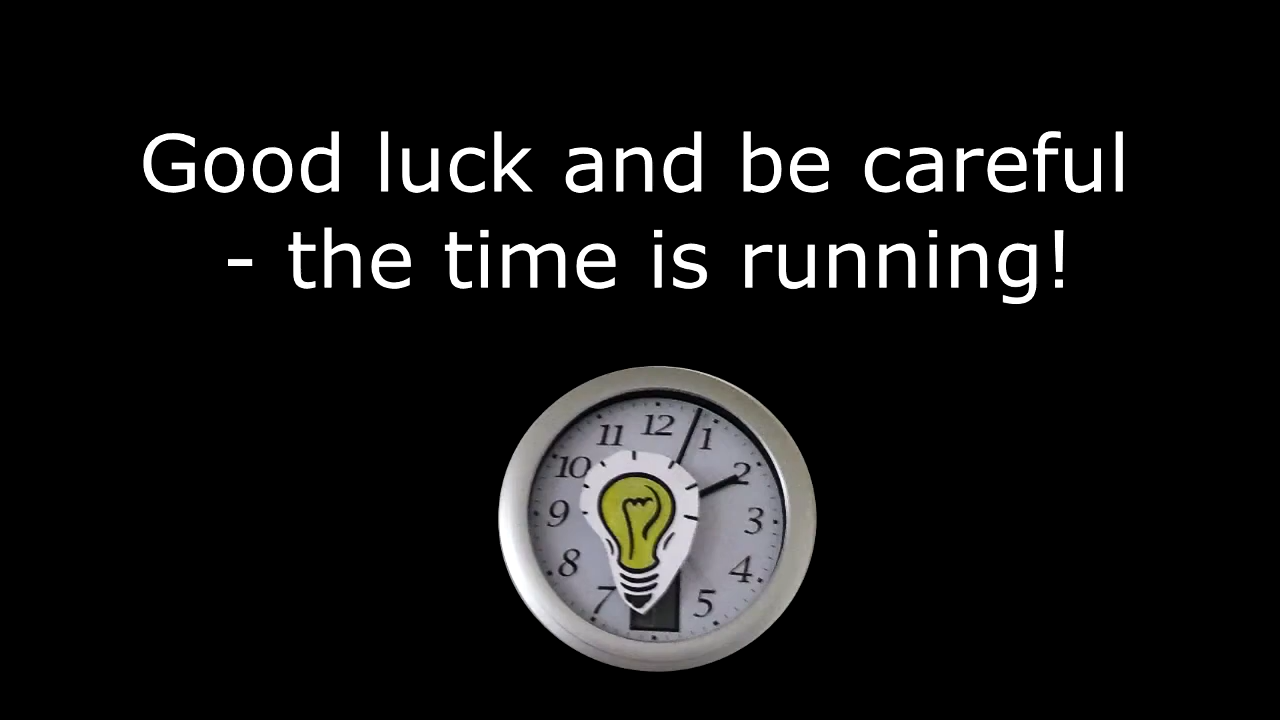 Good luck and be careful
- the time is running!
11 12 1
10 2
9 3
8 4
7 5